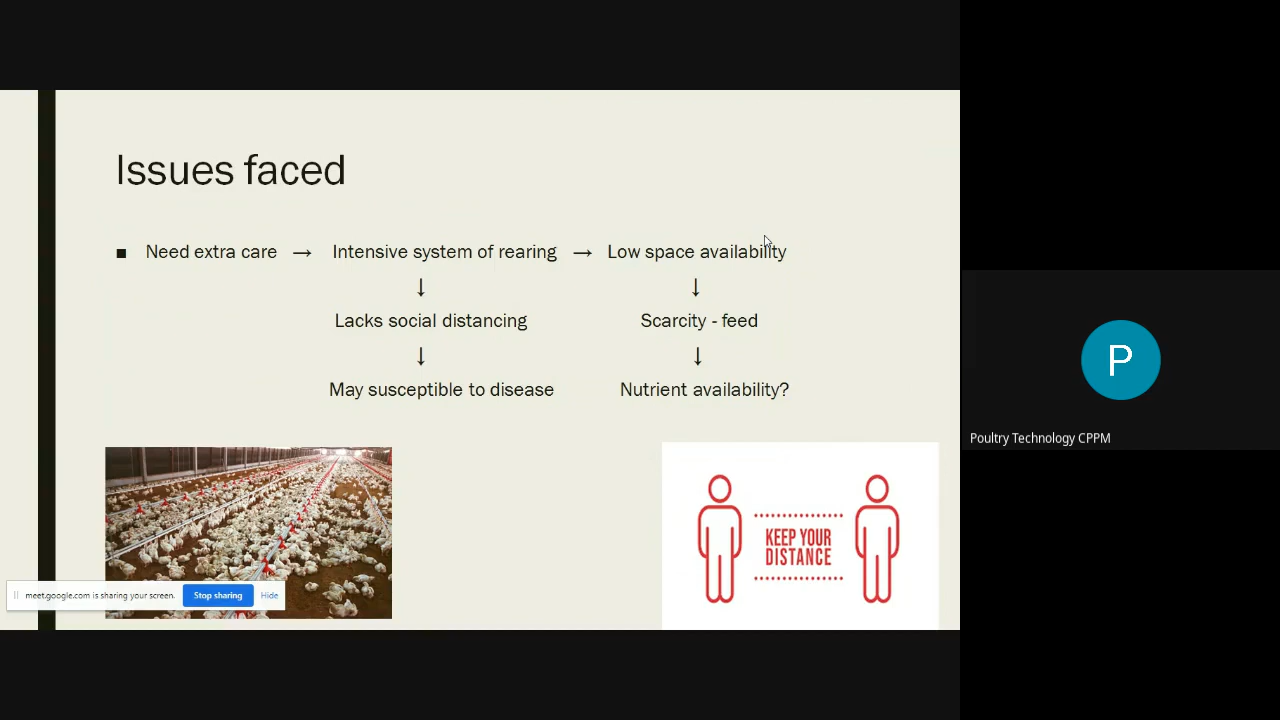 Issues faced
■ Need extra care → Intensive system of rearing → Low space availability
↓ ↓
Lacks social distancing Scarcity - feed
↓ ↓
May susceptible to disease Nutrient availability?
KEEP YOUR
DISTANCE
meet.google.com is sharing your screen. Stop sharing Hide
P
Poultry Technology CPPM